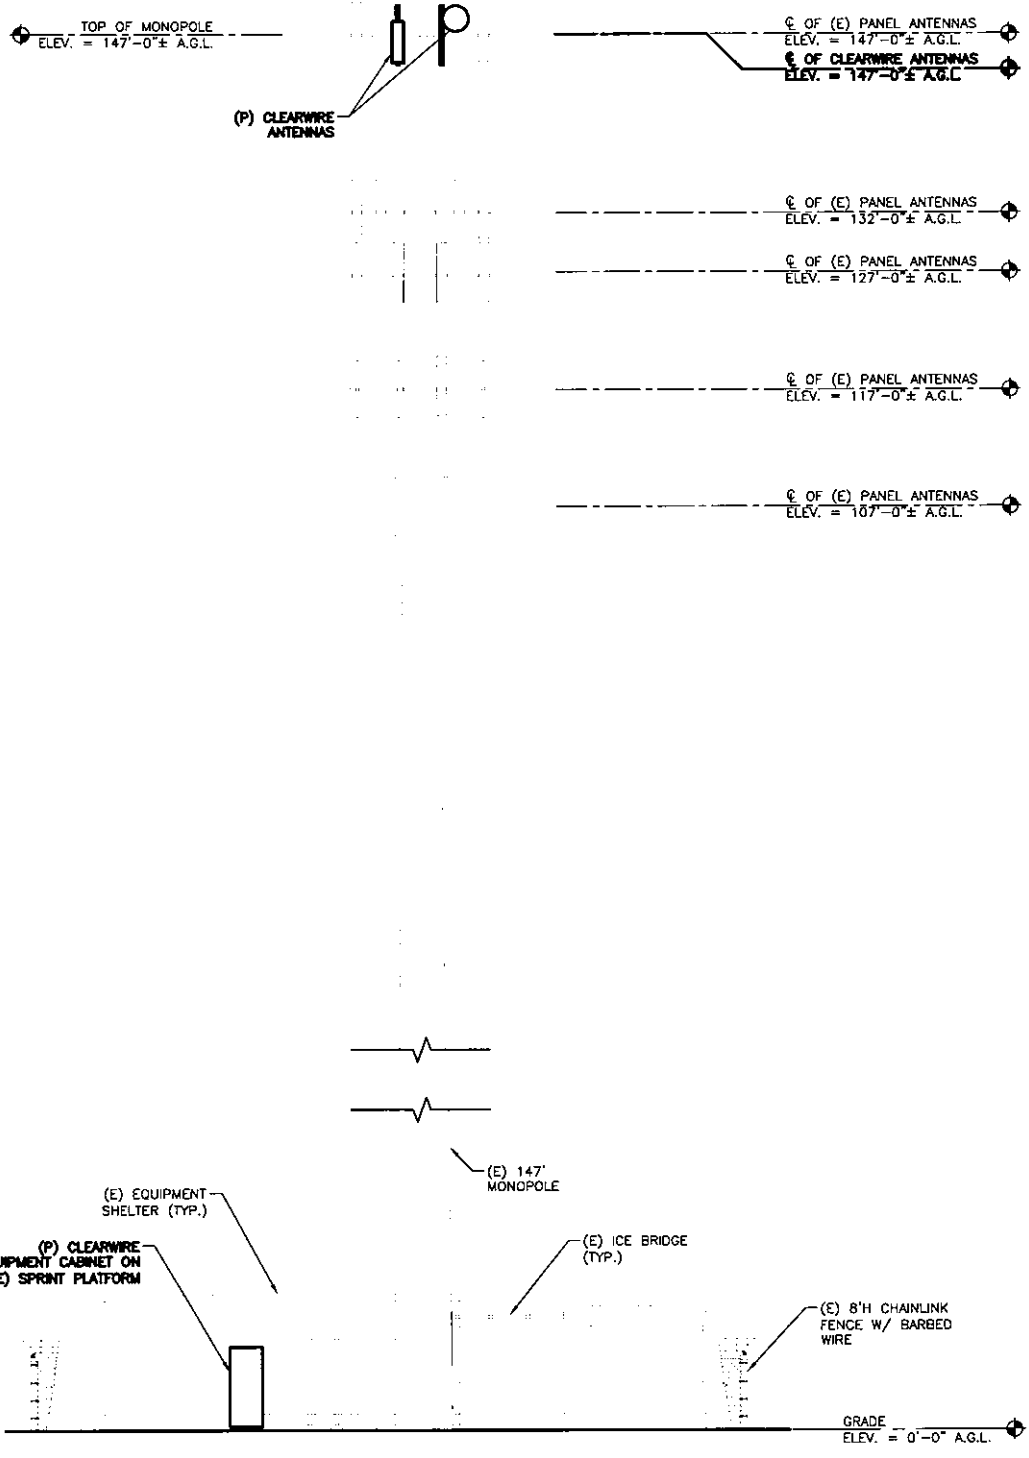 TOP OF MONOPOLE
ELEV. = 147'-0"± A.G.L.
℄ OF (E) PANEL ANTENNAS
ELEV. = 147'-0"± A.G.L.
℄ OF CLEARWIRE ANTENNAS
ELEV. = 147'-0"± A.G.L.
(P) CLEARWIRE
ANTENNAS
℄ OF (E) PANEL ANTENNAS
ELEV. = 132'-0"± A.G.L.
℄ OF (E) PANEL ANTENNAS
ELEV. = 127'-0"± A.G.L.
℄ OF (E) PANEL ANTENNAS
ELEV. = 117'-0"± A.G.L.
℄ OF (E) PANEL ANTENNAS
ELEV. = 107'-0"± A.G.L.
(E) 147'
MONOPOLE
(E) EQUIPMENT
SHELTER (TYP.)
(P) CLEARWIRE
UIPMENT CABINET ON
E) SPRINT PLATFORM
(E) ICE BRIDGE
(TYP.)
(E) 8'H CHAINLINK
FENCE W/ BARBED
WIRE
GRADE
ELEV. = 0'-0" A.G.L.